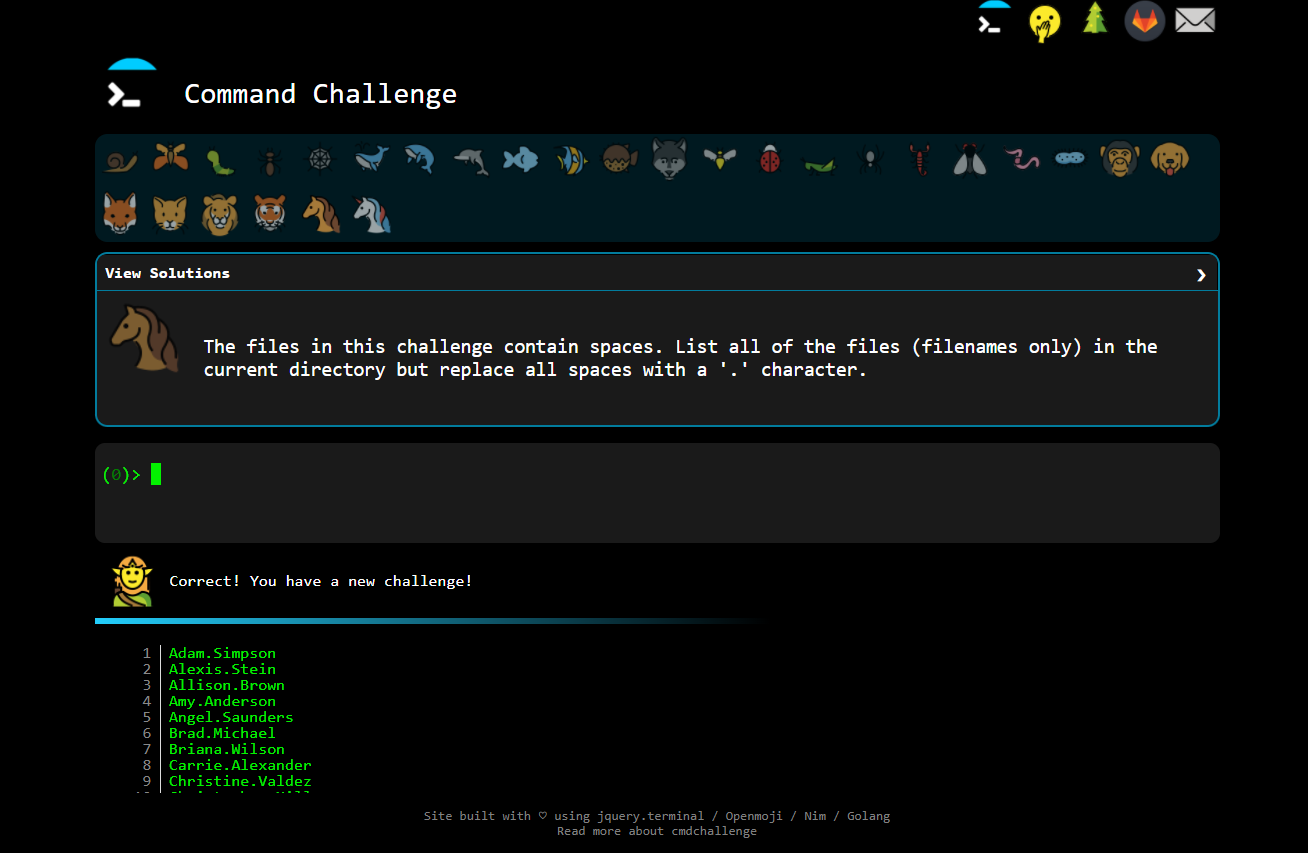 Command Challenge
View Solutions
The files in this challenge contain spaces. List all of the files (filenames only) in the
current directory but replace all spaces with a '.' character.
(0)>
Correct! You have a new challenge!
1 Adam.Simpson
2 Alexis.Stein
3 Allison.Brown
4 Amy.Anderson
5 Angel.Saunders
6 Brad.Michael
7 Briana.Wilson
8 Carrie.Alexander
9 Christine.Valdez
Site built with ♡ using jquery.terminal / Openmoji / Nim / Golang
Read more about cmdchallenge